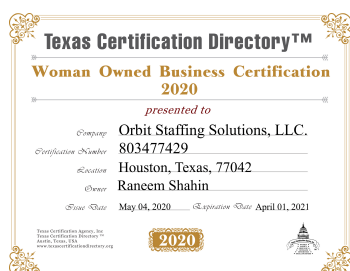 Texas Certification Directory™
Woman Owned Business Certification
2020
presented to
Company Orbit Staffing Solutions, LLC.
Certification Number 803477429
Location Houston, Texas, 77042
Owner Raneem Shahin
Issue Date May 04, 2020 Expiration Date April 01, 2021
Texas Certification Agency, Inc
Texas Certification Directory ™
Austin, Texas, USA
www.texascertificationdirectory.org
2020